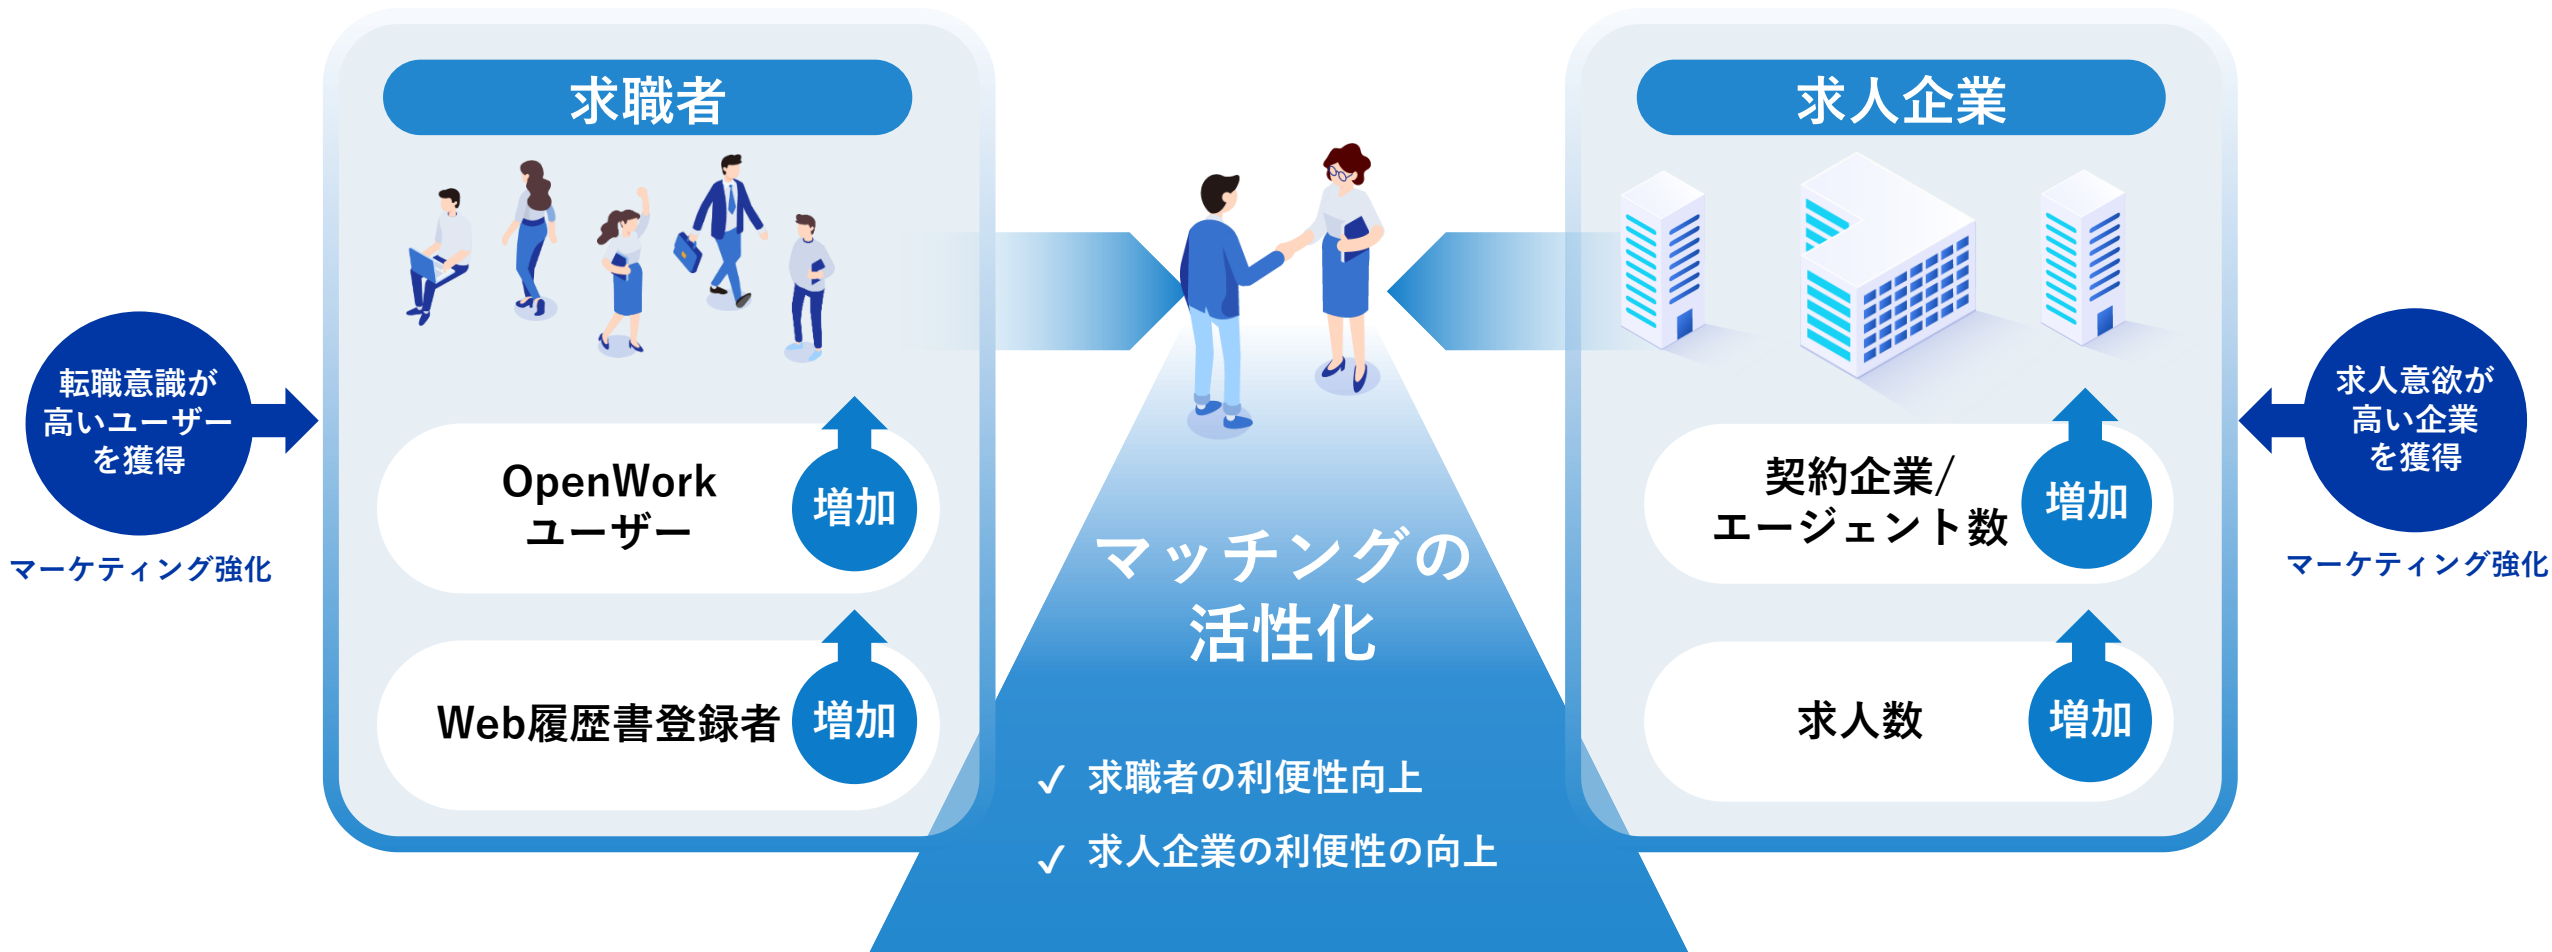 求職者
求人企業
転職意識が
高いユーザー
を獲得
マーケティング強化
OpenWork
ユーザー
増加
Web履歴書登録者
増加
マッチングの
活性化
✓ 求職者の利便性向上
✓ 求人企業の利便性の向上
契約企業/
エージェント数
増加
求人数
増加
求人意欲が
高い企業
を獲得
マーケティング強化